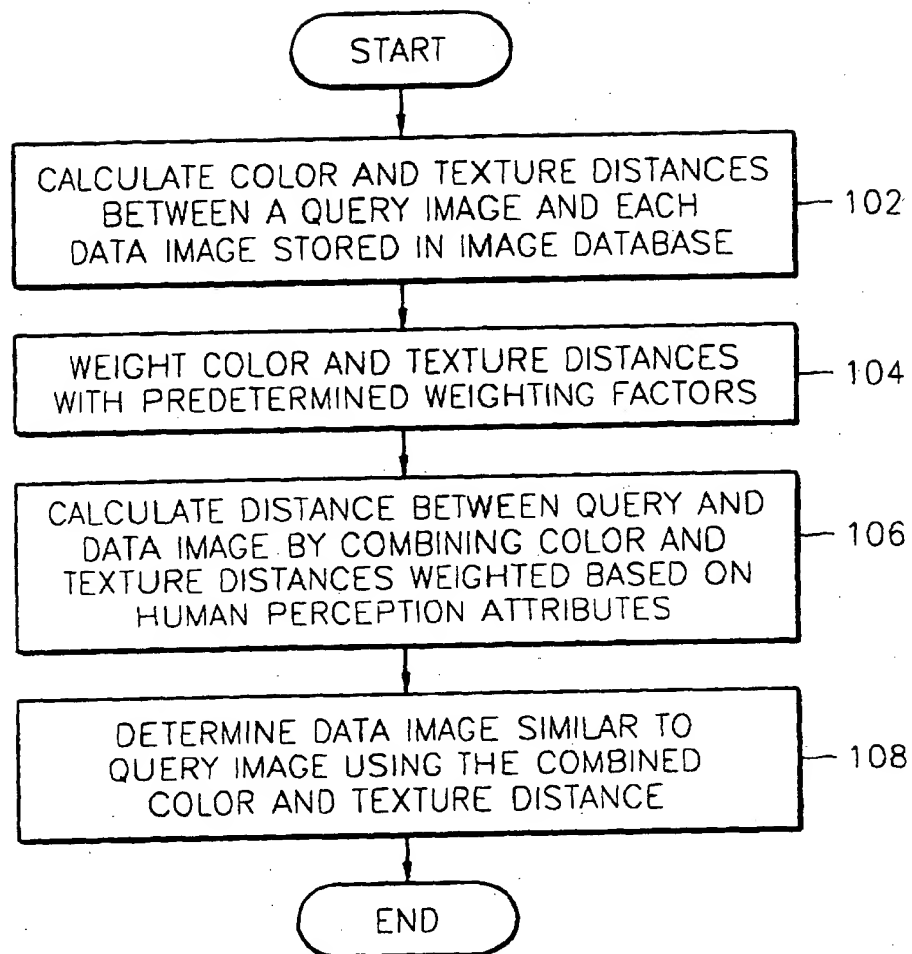 START
CALCULATE COLOR AND TEXTURE DISTANCES
BETWEEN A QUERY IMAGE AND EACH
DATA IMAGE STORED IN IMAGE DATABASE
102
WEIGHT COLOR AND TEXTURE DISTANCES
WITH PREDETERMINED WEIGHTING FACTORS
104
CALCULATE DISTANCE BETWEEN QUERY AND
DATA IMAGE BY COMBINING COLOR AND
TEXTURE DISTANCES WEIGHTED BASED ON
HUMAN PERCEPTION ATTRIBUTES
106
DETERMINE DATA IMAGE SIMILAR TO
QUERY IMAGE USING THE COMBINED
COLOR AND TEXTURE DISTANCE
108
END